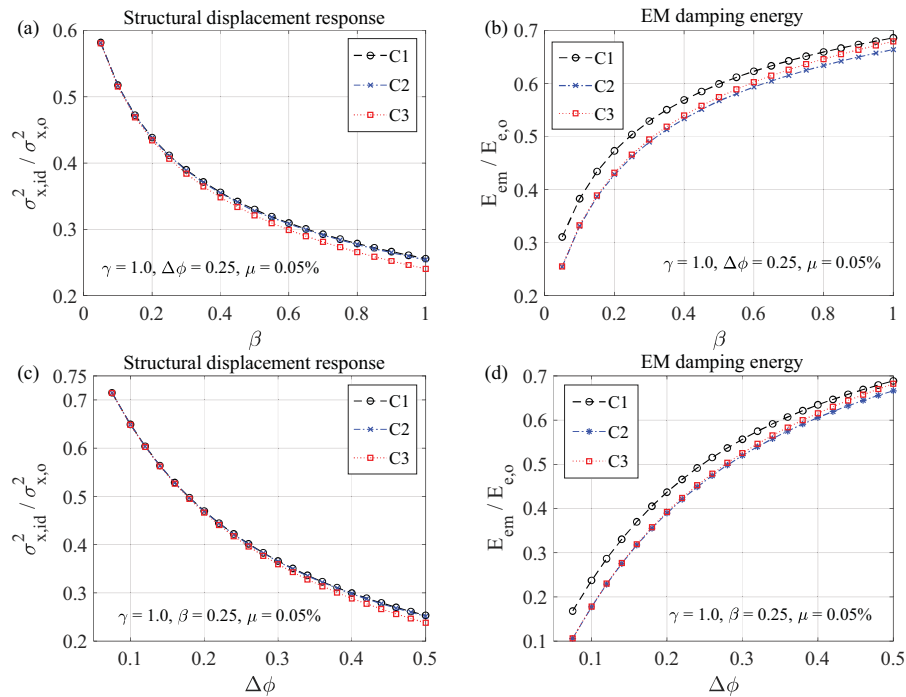 (a) Structural displacement response
σ²x,id / σ²x,o
0.6
0.5
0.4
0.3
0.2
C1
C2
C3
γ = 1.0, Δϕ = 0.25, μ = 0.05%
0 0.2 0.4 0.6 0.8 1
β
(b) EM damping energy
Eem / Ee,o
0.7
0.6
0.5
0.4
0.3
0.2
C1
C2
C3
γ = 1.0, Δϕ = 0.25, μ = 0.05%
0 0.2 0.4 0.6 0.8 1
β
(c) Structural displacement response
σ²x,id / σ²x,o
0.75
0.7
0.6
0.5
0.4
0.3
0.2
C1
C2
C3
γ = 1.0, β = 0.25, μ = 0.05%
0.1 0.2 0.3 0.4 0.5
Δϕ
(d) EM damping energy
Eem / Ee,o
0.7
0.6
0.5
0.4
0.3
0.2
0.1
C1
C2
C3
γ = 1.0, β = 0.25, μ = 0.05%
0.1 0.2 0.3 0.4 0.5
Δϕ